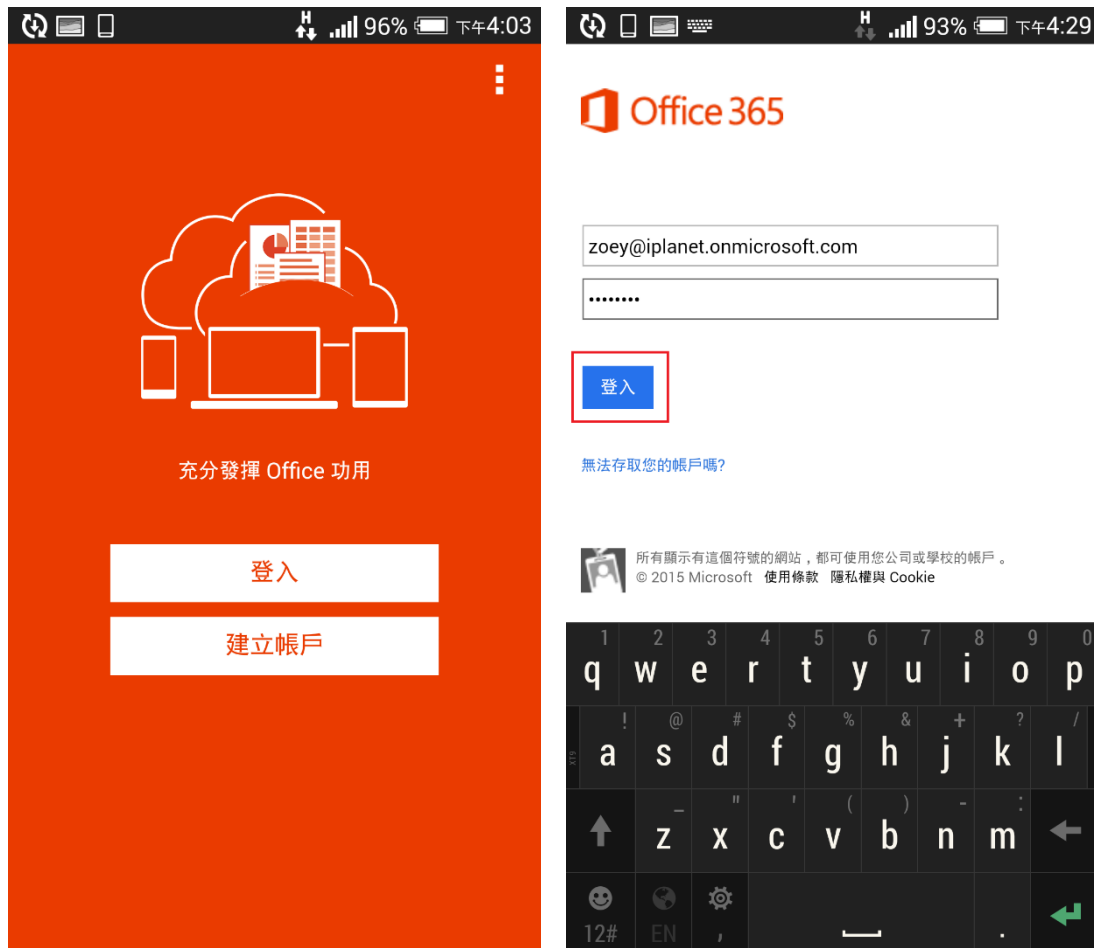 96% 下午4:03
充分發揮 Office 功用
登入
建立帳戶
H 93% 下午4:29
Office 365
zoey@iplanet.onmicrosoft.com
••••••••
登入
無法存取您的帳戶嗎?
所有顯示有這個符號的網站，都可使用您公司或學校的帳戶。
© 2015 Microsoft 使用條款 隱私權與 Cookie
1 2 3 4 5 6 7 8 9 0
q w e r t y u i o p
! @ # $ % & + ? /
a s d f g h j k l
_ " ' ( ) - :
z x c v b n m
12# EN , .